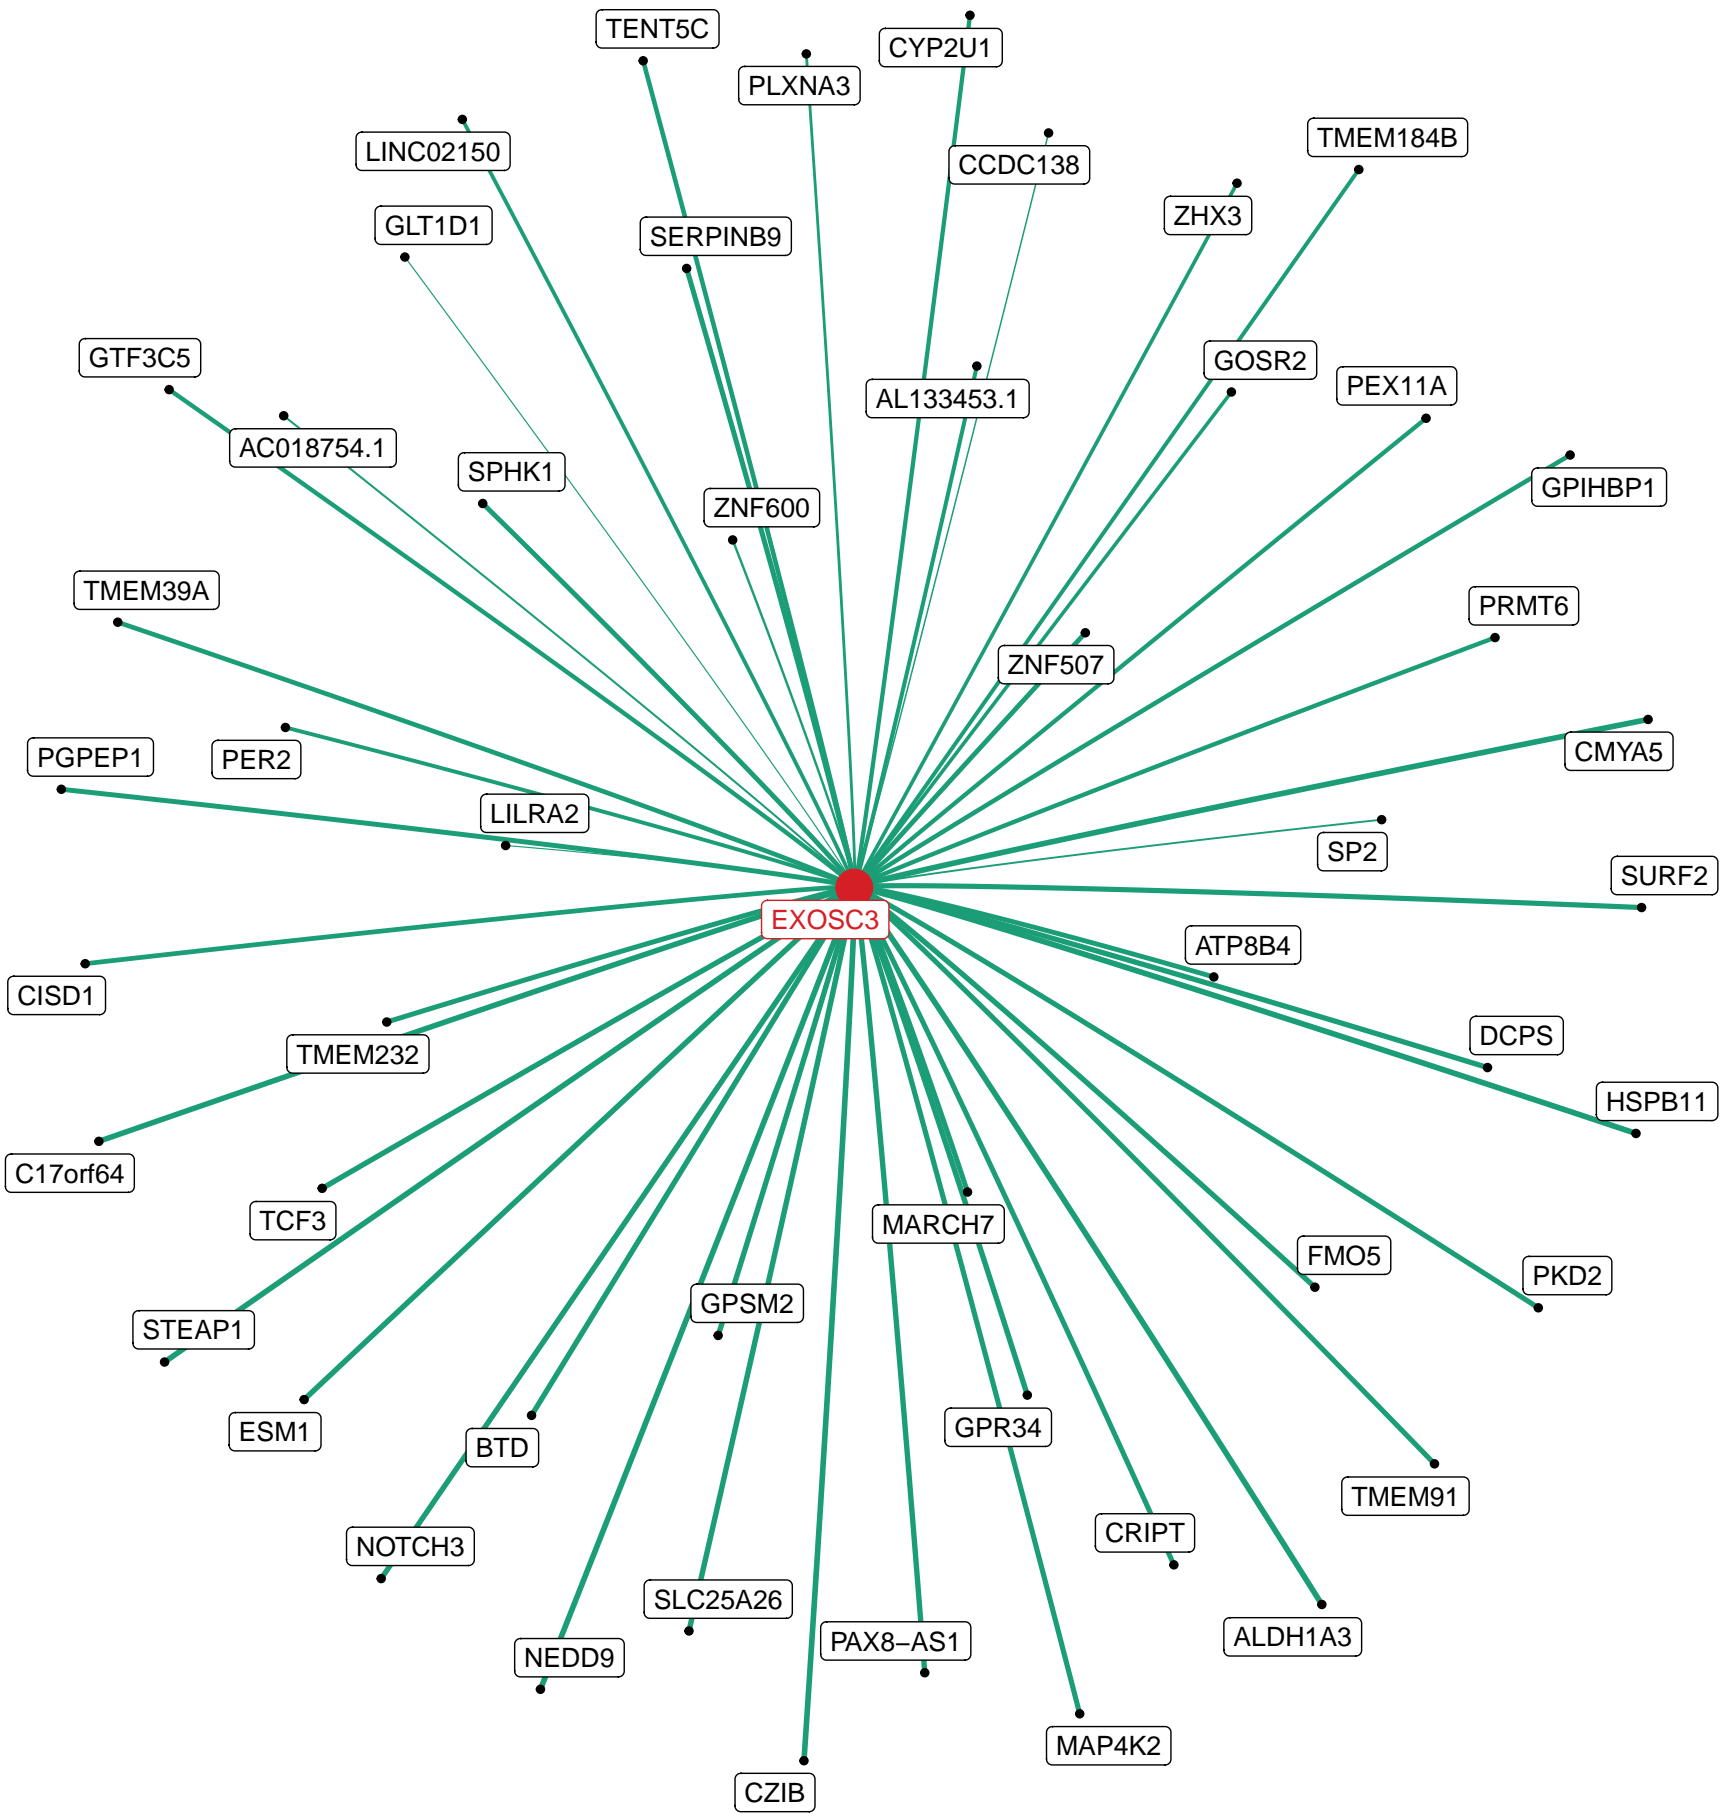 CYP2U1
TENT5C
PLXNA3
TMEM184B
LINC02150
CCDC138
ZHX3
GLT1D1
SERPINB9
GTF3C5
GOSR2
PEX11A
AL133453.1
AC018754.1
SPHK1
GPIHBP1
ZNF600
TMEM39A
PRMT6
ZNF507
PGPEP1
PER2
CMYA5
LILRA2
SP2
SURF2
EXOSC3
ATP8B4
CISD1
DCPS
TMEM232
HSPB11
C17orf64
TCF3
MARCH7
FMO5
PKD2
GPSM2
STEAP1
GPR34
ESM1
BTD
TMEM91
CRIPT
NOTCH3
SLC25A26
ALDH1A3
PAX8−AS1
NEDD9
MAP4K2
CZIB